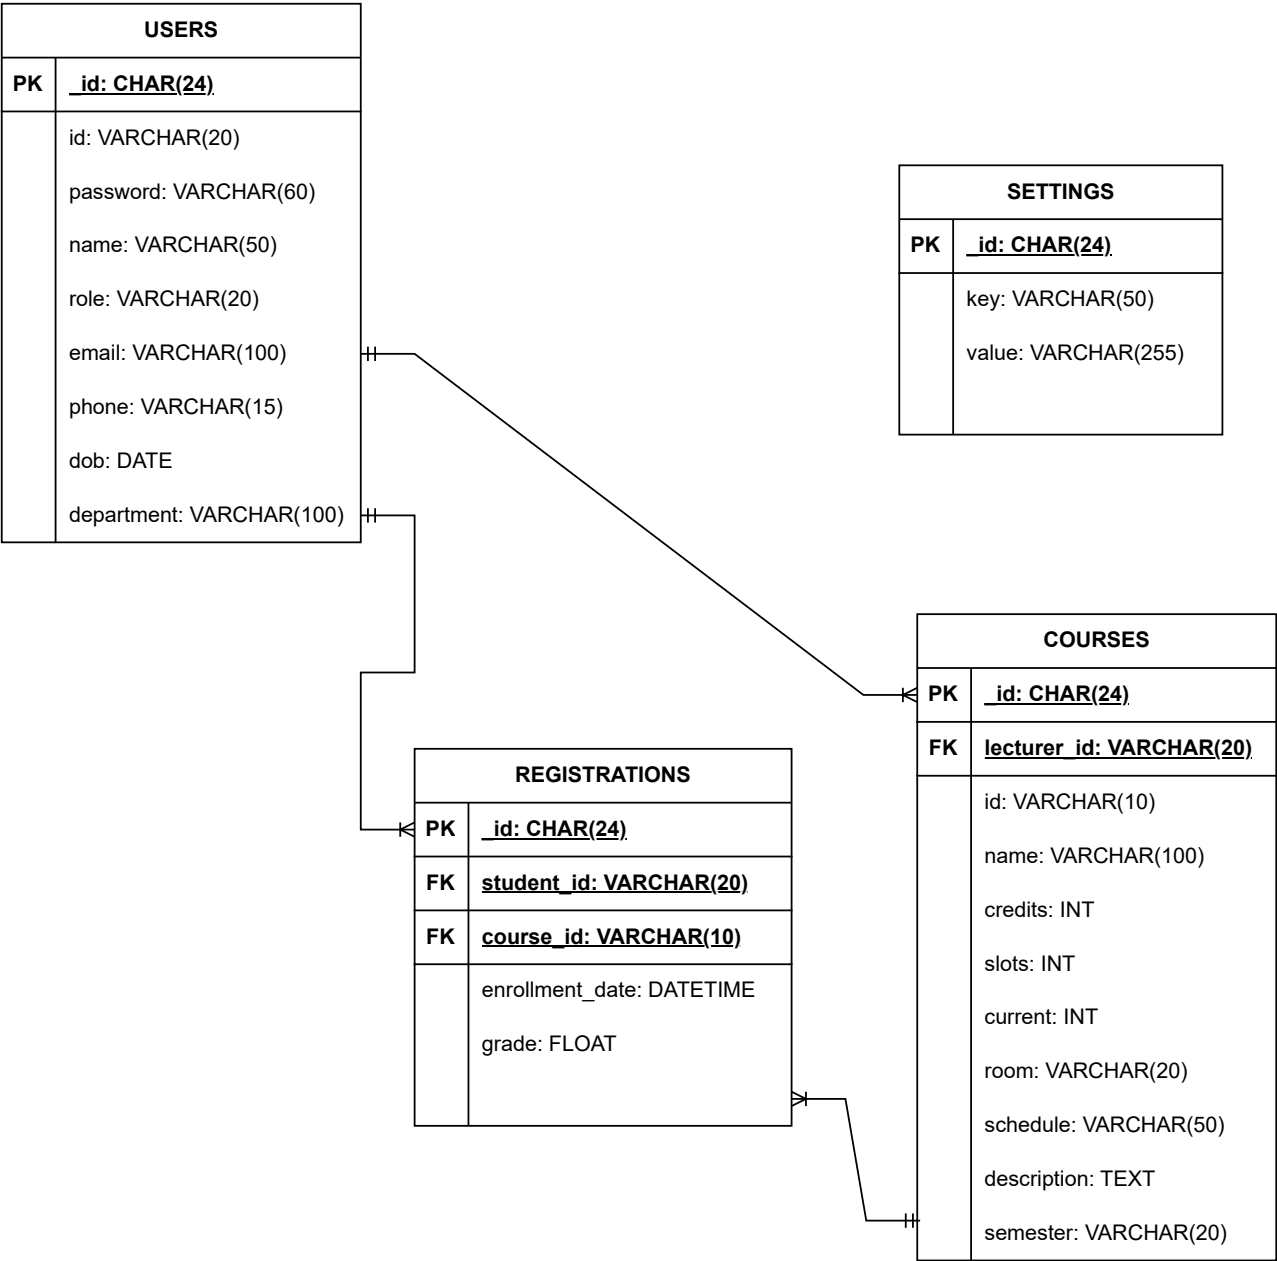 USERS
PK _id: CHAR(24)
id: VARCHAR(20)
password: VARCHAR(60)
name: VARCHAR(50)
role: VARCHAR(20)
email: VARCHAR(100)
phone: VARCHAR(15)
dob: DATE
department: VARCHAR(100)
SETTINGS
PK _id: CHAR(24)
key: VARCHAR(50)
value: VARCHAR(255)
REGISTRATIONS
PK _id: CHAR(24)
FK student_id: VARCHAR(20)
FK course_id: VARCHAR(10)
enrollment_date: DATETIME
grade: FLOAT
COURSES
PK _id: CHAR(24)
FK lecturer_id: VARCHAR(20)
id: VARCHAR(10)
name: VARCHAR(100)
credits: INT
slots: INT
current: INT
room: VARCHAR(20)
schedule: VARCHAR(50)
description: TEXT
semester: VARCHAR(20)